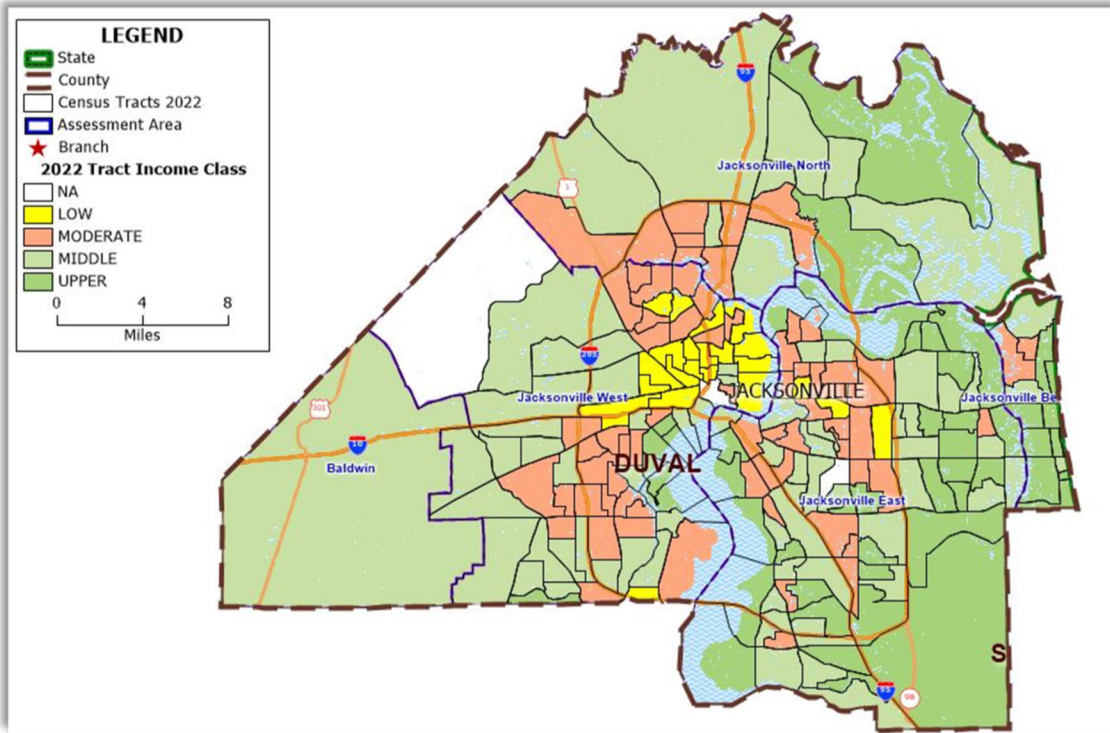 LEGEND
State
County
Census Tracts 2022
Assessment Area
Branch
2022 Tract Income Class
NA
LOW
MODERATE
MIDDLE
UPPER
0 4 8
Miles
95
Jacksonville North
1
295
JACKSONVILLE
Jacksonville West
Jacksonville Be
301
10
Baldwin
DUVAL
Jacksonville East
S
95
98